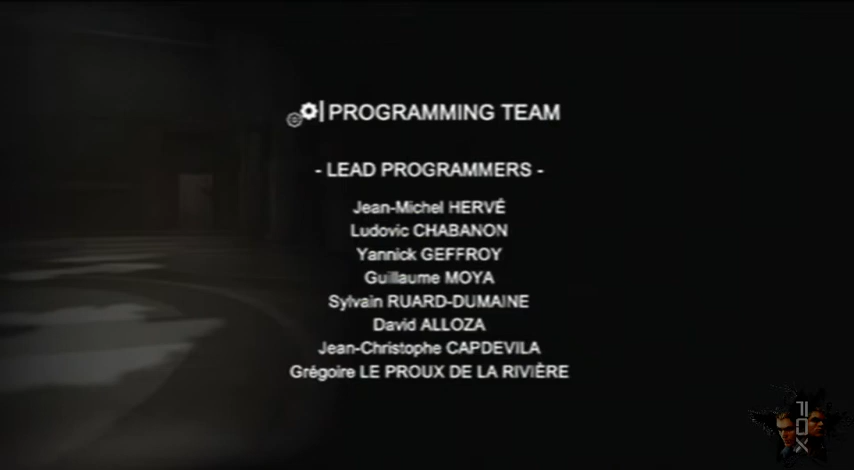 PROGRAMMING TEAM
- LEAD PROGRAMMERS -
Jean-Michel HERVÉ
Ludovic CHABANON
Yannick GEFFROY
Guillaume MOYA
Sylvain RUARD-DUMAINE
David ALLOZA
Jean-Christophe CAPDEVILA
Grégoire LE PROUX DE LA RIVIÈRE